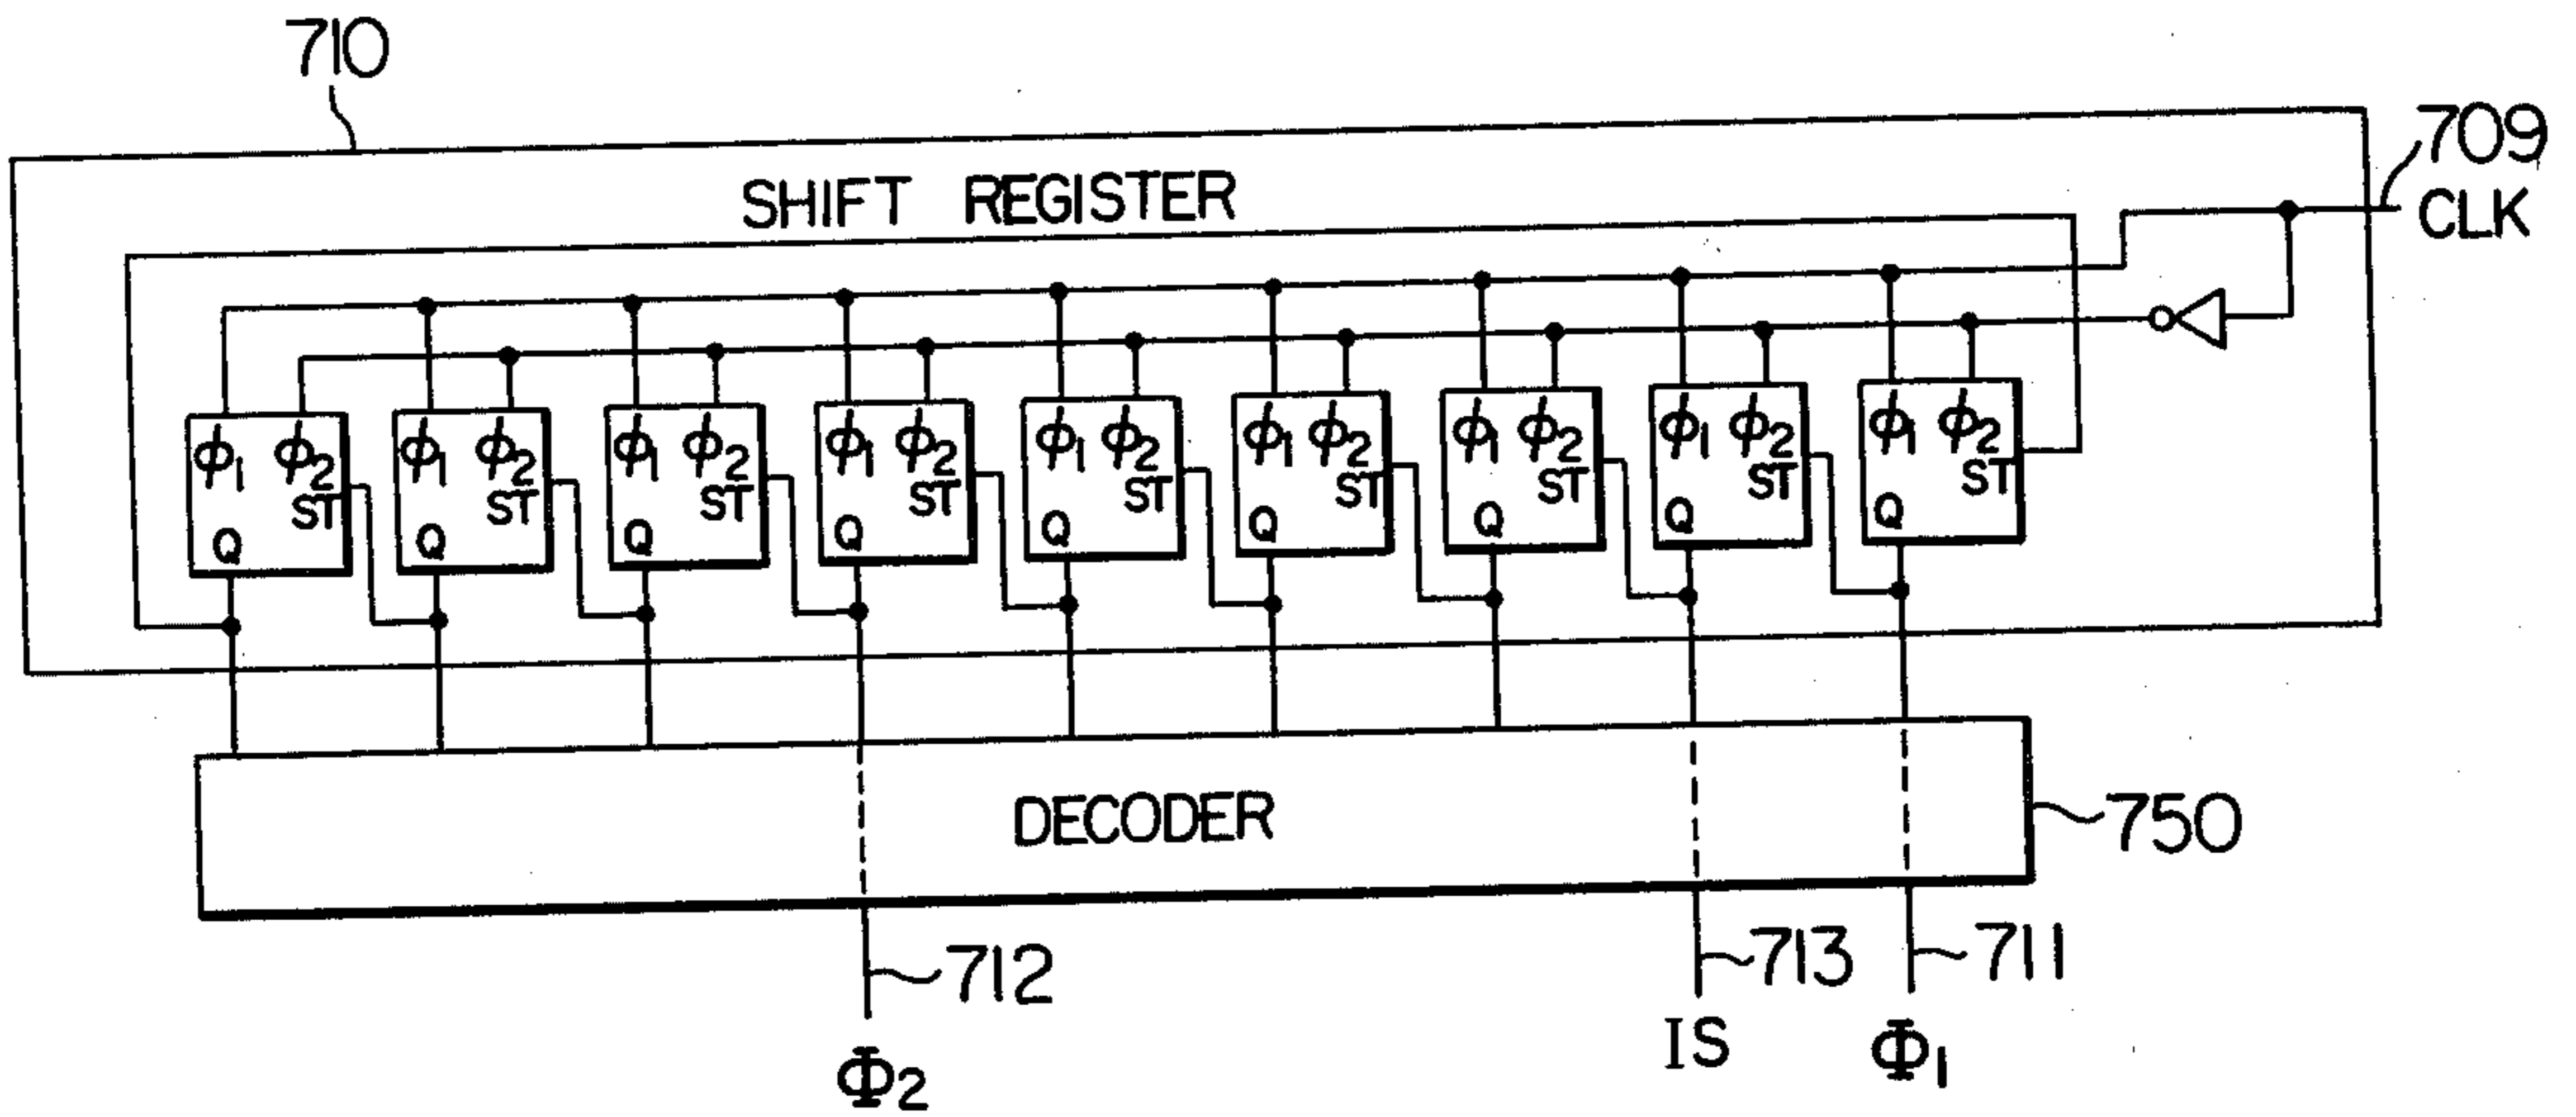 710
709
SHIFT REGISTER
CLK
ϕ1 ϕ2 ST Q
ϕ1 ϕ2 ST Q
ϕ1 ϕ2 ST Q
ϕ1 ϕ2 ST Q
ϕ1 ϕ2 ST Q
ϕ1 ϕ2 ST Q
ϕ1 ϕ2 ST Q
ϕ1 ϕ2 ST Q
ϕ1 ϕ2 ST Q
DECODER
750
712
713
711
Φ2
IS
Φ1